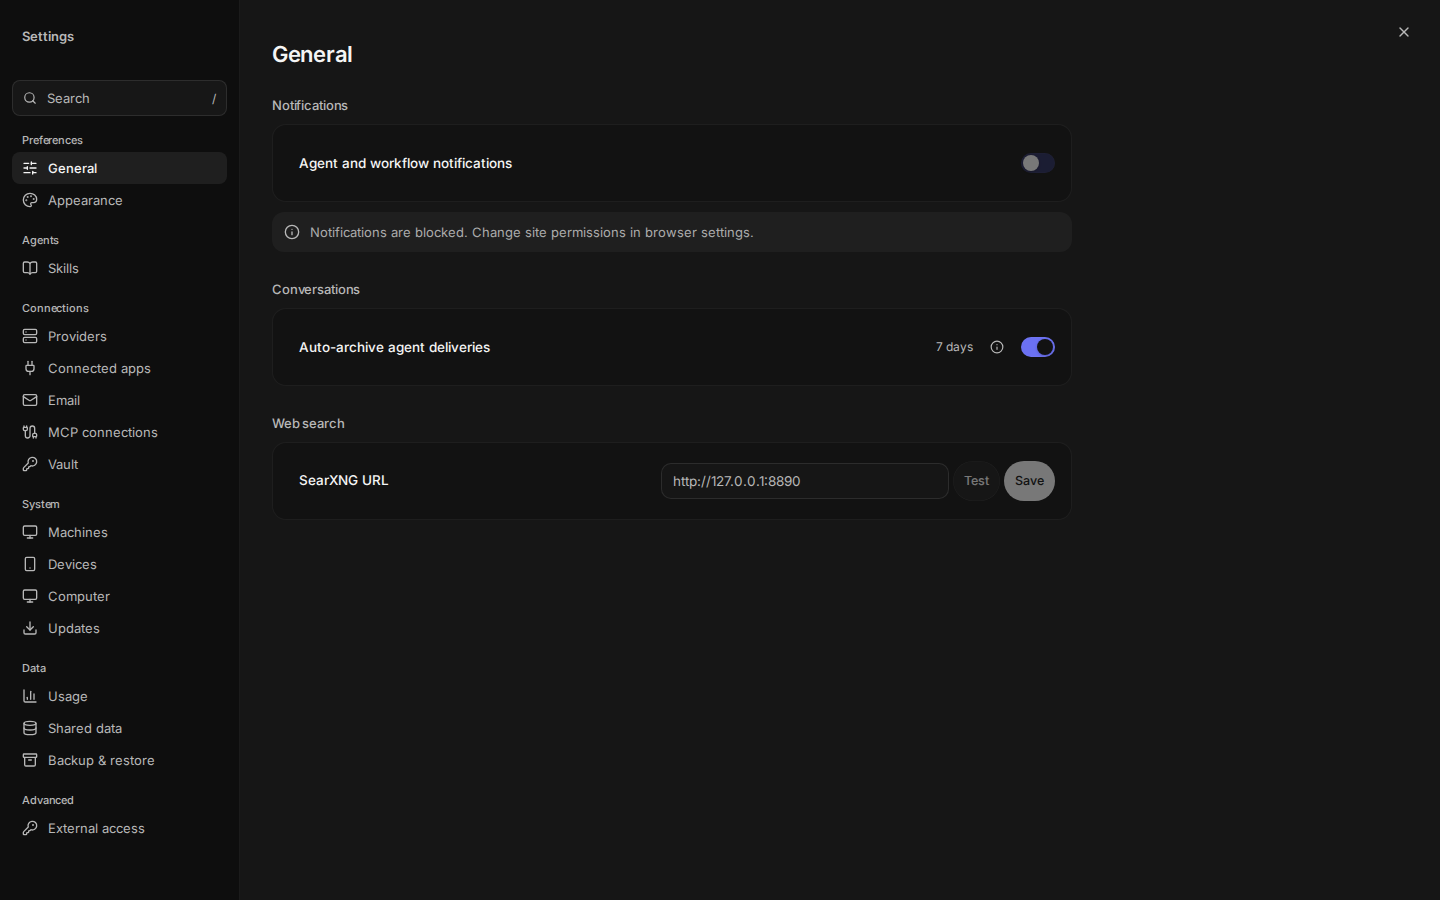 Settings
Search /
Preferences
General
Appearance
Agents
Skills
Connections
Providers
Connected apps
Email
MCP connections
Vault
System
Machines
Devices
Computer
Updates
Data
Usage
Shared data
Backup & restore
Advanced
External access
General
Notifications
Agent and workflow notifications
Notifications are blocked. Change site permissions in browser settings.
Conversations
Auto-archive agent deliveries 7 days
Web search
SearXNG URL http://127.0.0.1:8890 Test Save